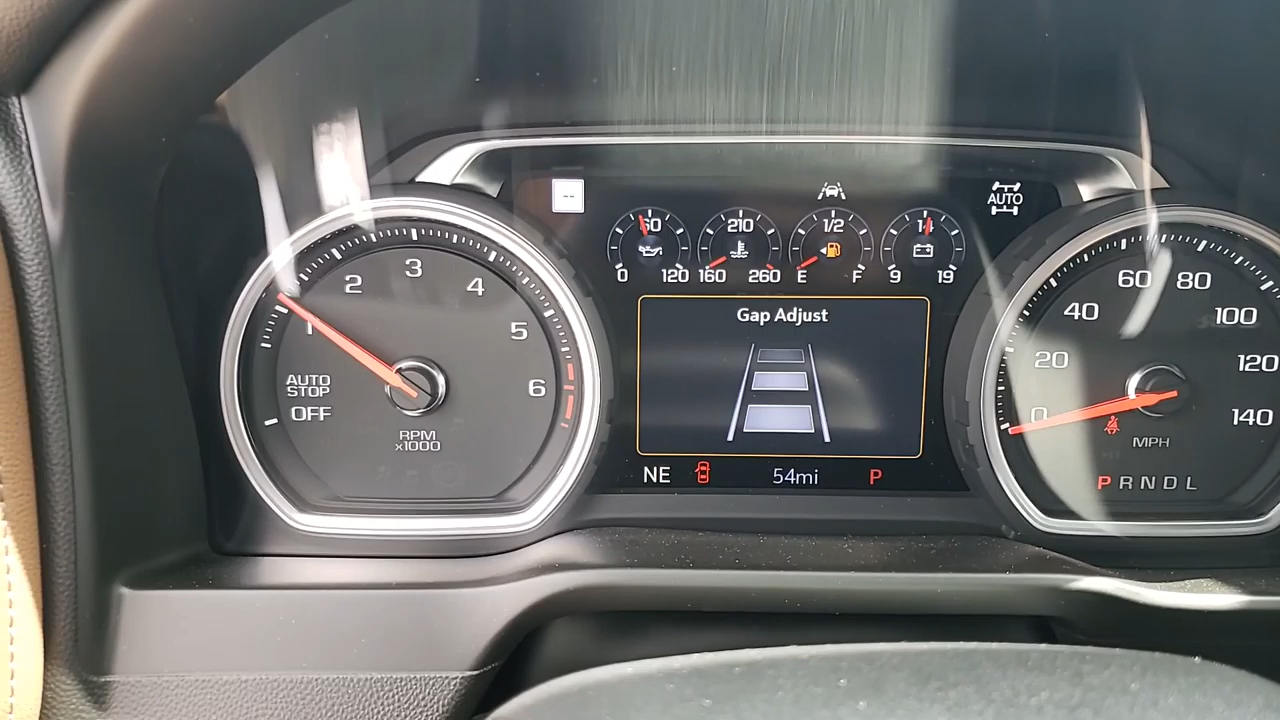 --
AUTO
60
0 120
210
160 260
1/2
E F
14
9 19
1
2
3
4
5
6
AUTO
STOP
OFF
RPM
x1000
Gap Adjust
NE 54mi P
0
20
40
60
80
100
120
140
MPH
P R N D L